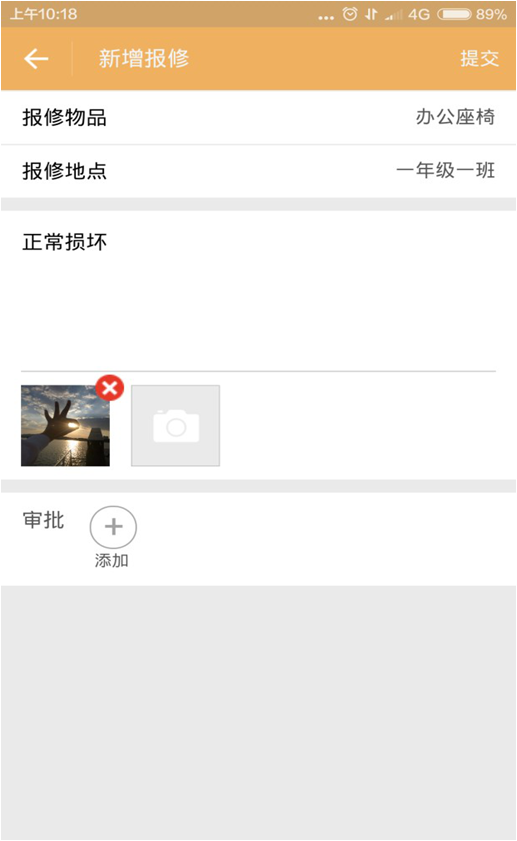 上午10:18 ... 4G 89%
新增报修 提交
报修物品 办公座椅
报修地点 一年级一班
正常损坏
审批
添加